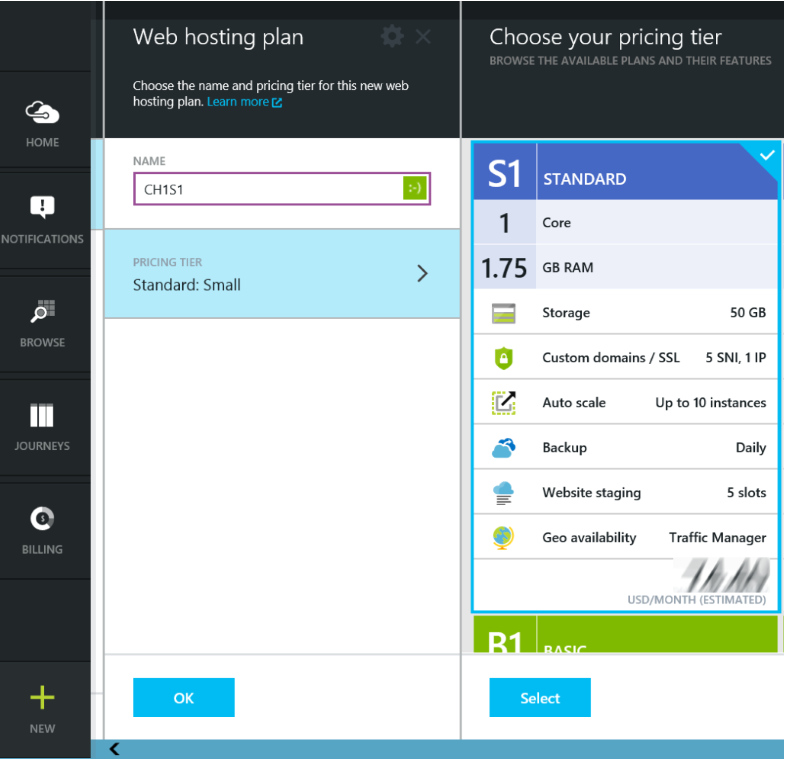 HOME
NOTIFICATIONS
BROWSE
JOURNEYS
BILLING
NEW
Web hosting plan
Choose the name and pricing tier for this new web
hosting plan. Learn more
NAME
CH1S1
:-)
PRICING TIER
Standard: Small
OK
Choose your pricing tier
BROWSE THE AVAILABLE PLANS AND THEIR FEATURES
S1 STANDARD
1 Core
1.75 GB RAM
Storage 50 GB
Custom domains / SSL 5 SNI, 1 IP
Auto scale Up to 10 instances
Backup Daily
Website staging 5 slots
Geo availability Traffic Manager
USD/MONTH (ESTIMATED)
B1 BASIC
Select